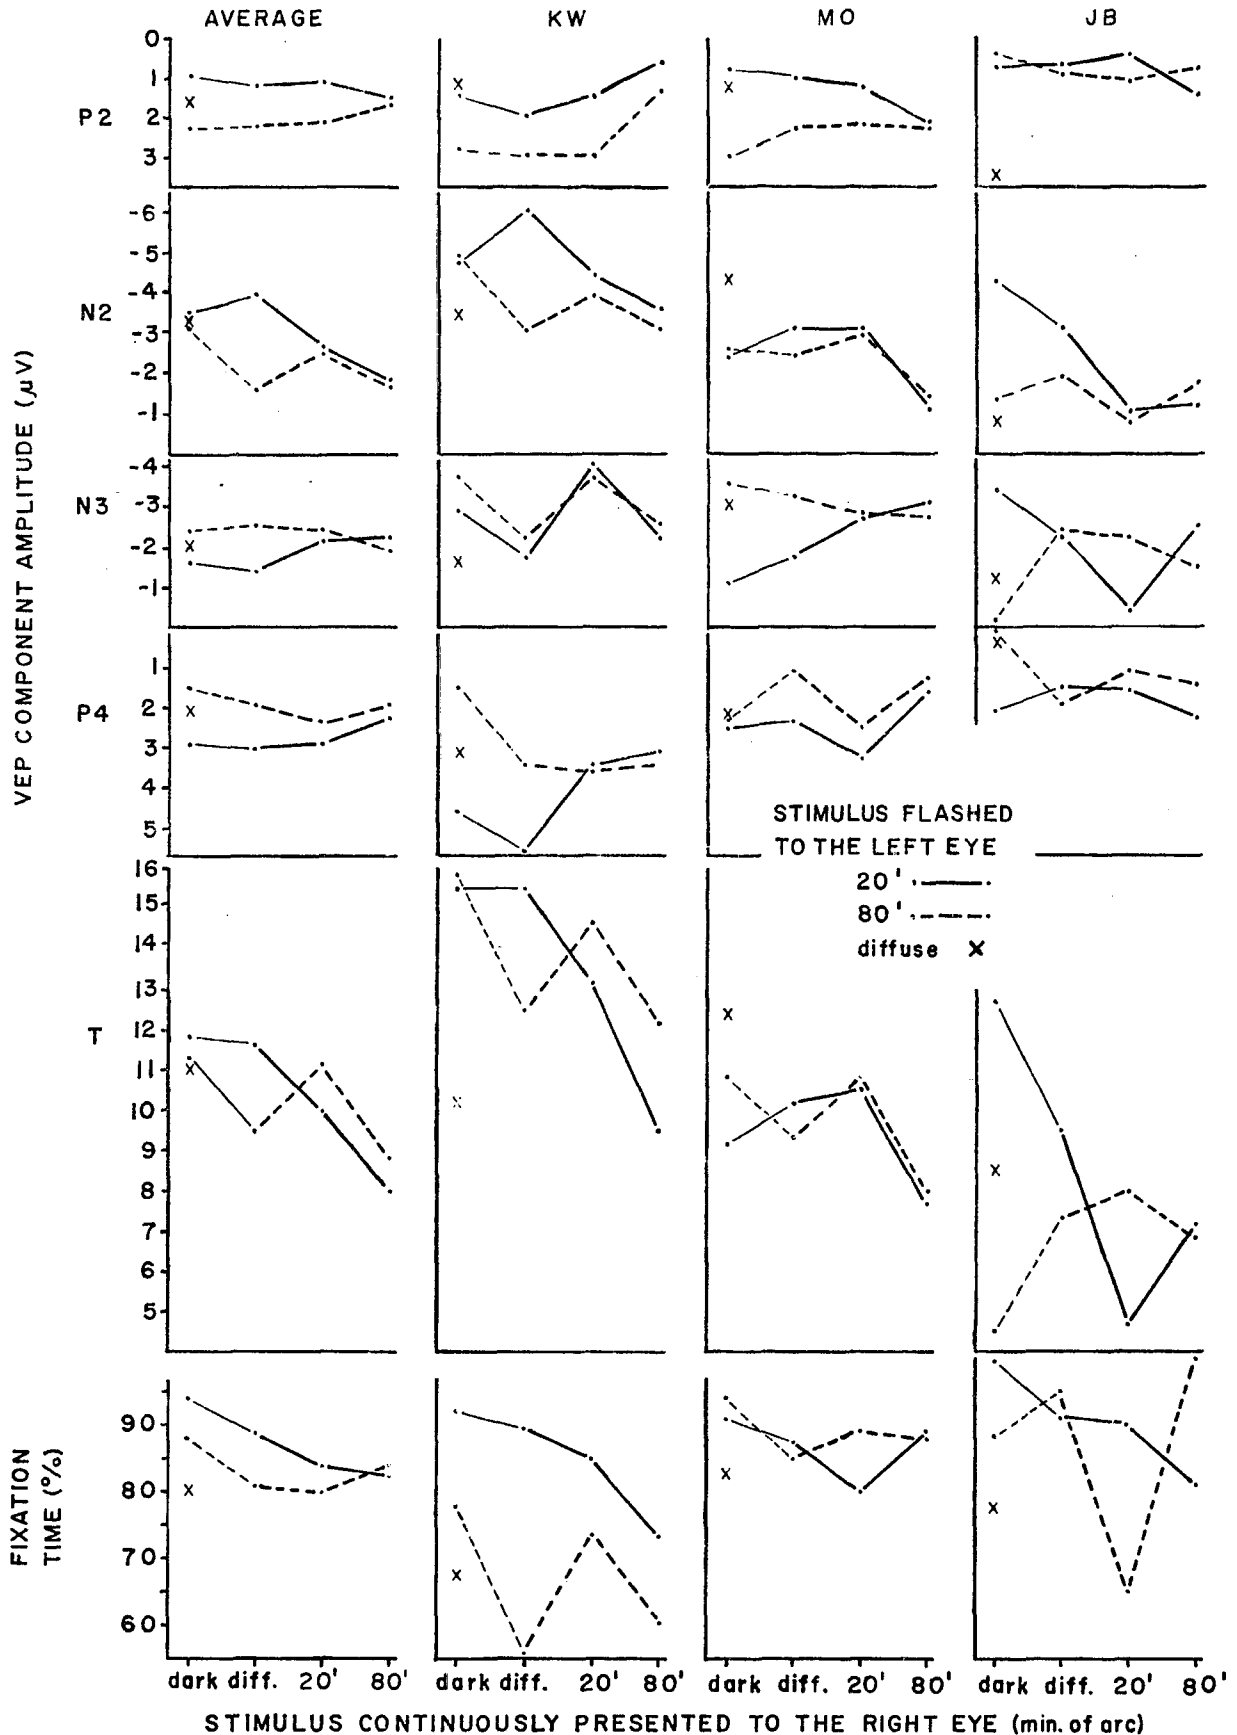 AVERAGE KW MO JB
P2
0
1
2
3
N2
-6
-5
-4
-3
-2
-1
N3
-4
-3
-2
-1
P4
1
2
3
4
5
T
16
15
14
13
12
11
10
9
8
7
6
5
FIXATION
TIME (%)
90
80
70
60
VEP COMPONENT AMPLITUDE (μV)
STIMULUS FLASHED
TO THE LEFT EYE
20'
80'
diffuse X
dark diff. 20' 80' dark diff. 20' 80' dark diff. 20' 80' dark diff. 20' 80'
STIMULUS CONTINUOUSLY PRESENTED TO THE RIGHT EYE (min. of arc)